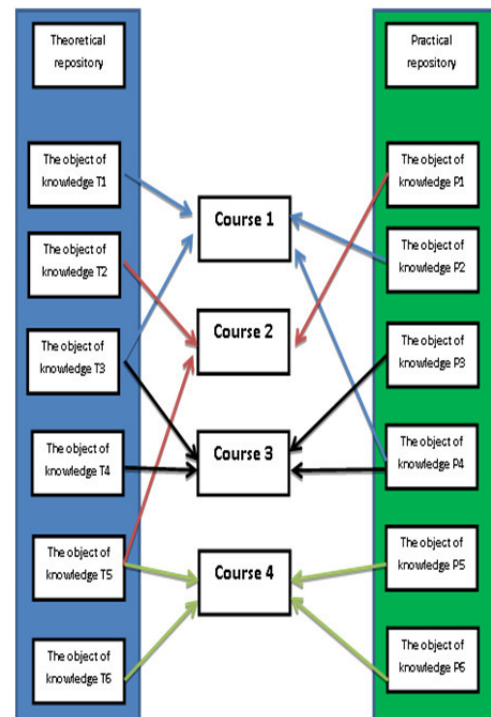 Theoretical
repository
The object of
knowledge T1
The object of
knowledge T2
The object of
knowledge T3
The object of
knowledge T4
The object of
knowledge T5
The object of
knowledge T6
Course 1
Course 2
Course 3
Course 4
Practical
repository
The object of
knowledge P1
The object of
knowledge P2
The object of
knowledge P3
The object of
knowledge P4
The object of
knowledge P5
The object of
knowledge P6